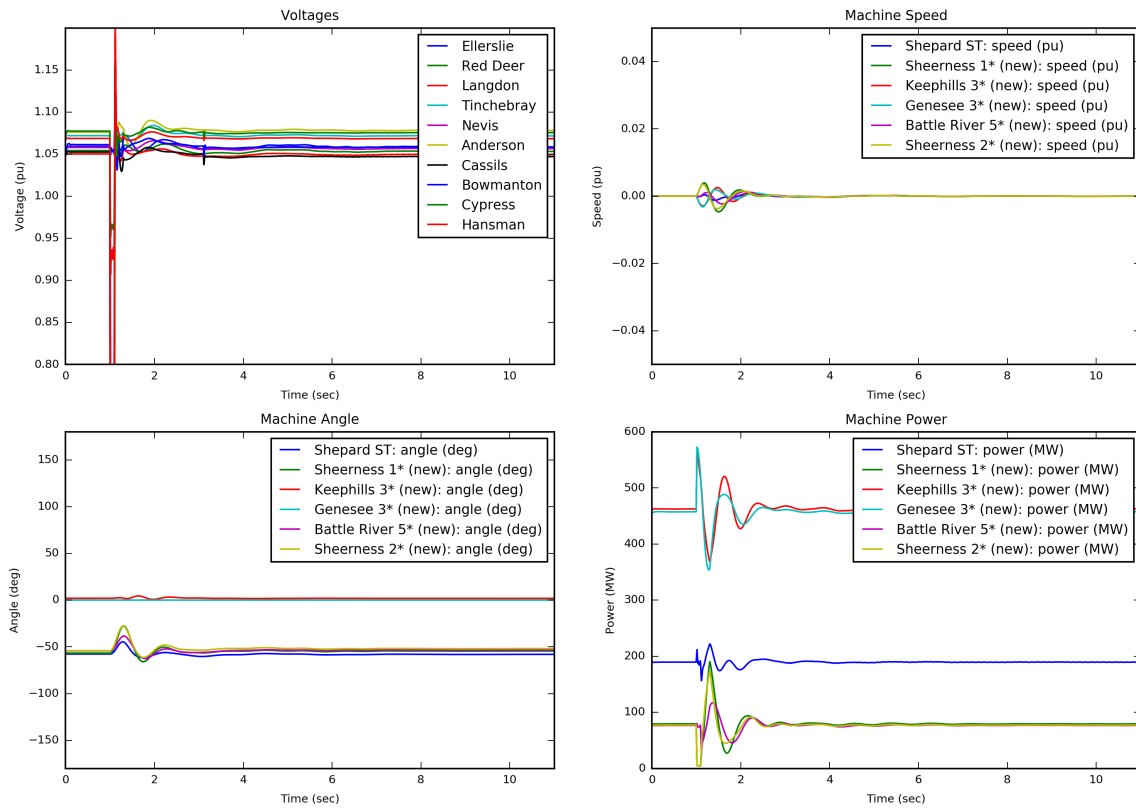 Voltages
1.15
1.10
1.05
1.00
0.95
0.90
0.85
0.80
Voltage (pu)
0 2 4 6 8 10
Time (sec)
Ellerslie
Red Deer
Langdon
Tinchebray
Nevis
Anderson
Cassils
Bowmanton
Cypress
Hansman
Machine Speed
0.04
0.02
0.00
−0.02
−0.04
Speed (pu)
0 2 4 6 8 10
Time (sec)
Shepard ST: speed (pu)
Sheerness 1* (new): speed (pu)
Keephills 3* (new): speed (pu)
Genesee 3* (new): speed (pu)
Battle River 5* (new): speed (pu)
Sheerness 2* (new): speed (pu)
Machine Angle
150
100
50
0
−50
−100
−150
Angle (deg)
0 2 4 6 8 10
Time (sec)
Shepard ST: angle (deg)
Sheerness 1* (new): angle (deg)
Keephills 3* (new): angle (deg)
Genesee 3* (new): angle (deg)
Battle River 5* (new): angle (deg)
Sheerness 2* (new): angle (deg)
Machine Power
600
500
400
300
200
100
0
Power (MW)
0 2 4 6 8 10
Time (sec)
Shepard ST: power (MW)
Sheerness 1* (new): power (MW)
Keephills 3* (new): power (MW)
Genesee 3* (new): power (MW)
Battle River 5* (new): power (MW)
Sheerness 2* (new): power (MW)